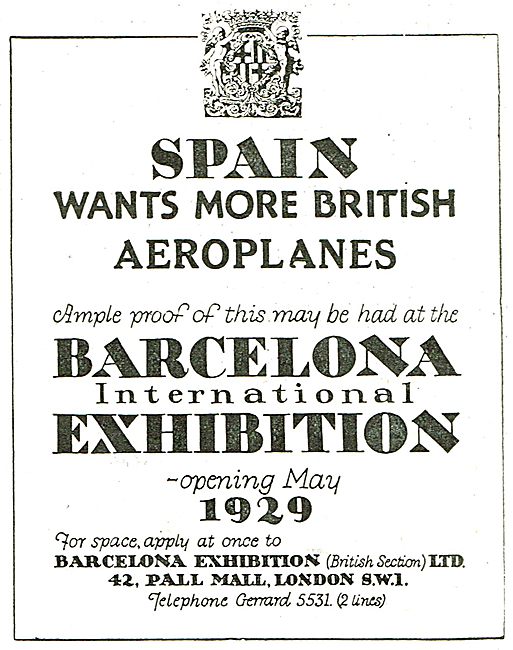 SPAIN
WANTS MORE BRITISH
AEROPLANES
Ample proof of this may be had at the
BARCELONA
International
EXHIBITION
~opening May
1929
For space, apply at once to
BARCELONA EXHIBITION (British Section) LTD.
42, PALL MALL, LONDON S.W.1.
Telephone Gerrard 5531. (2 lines)